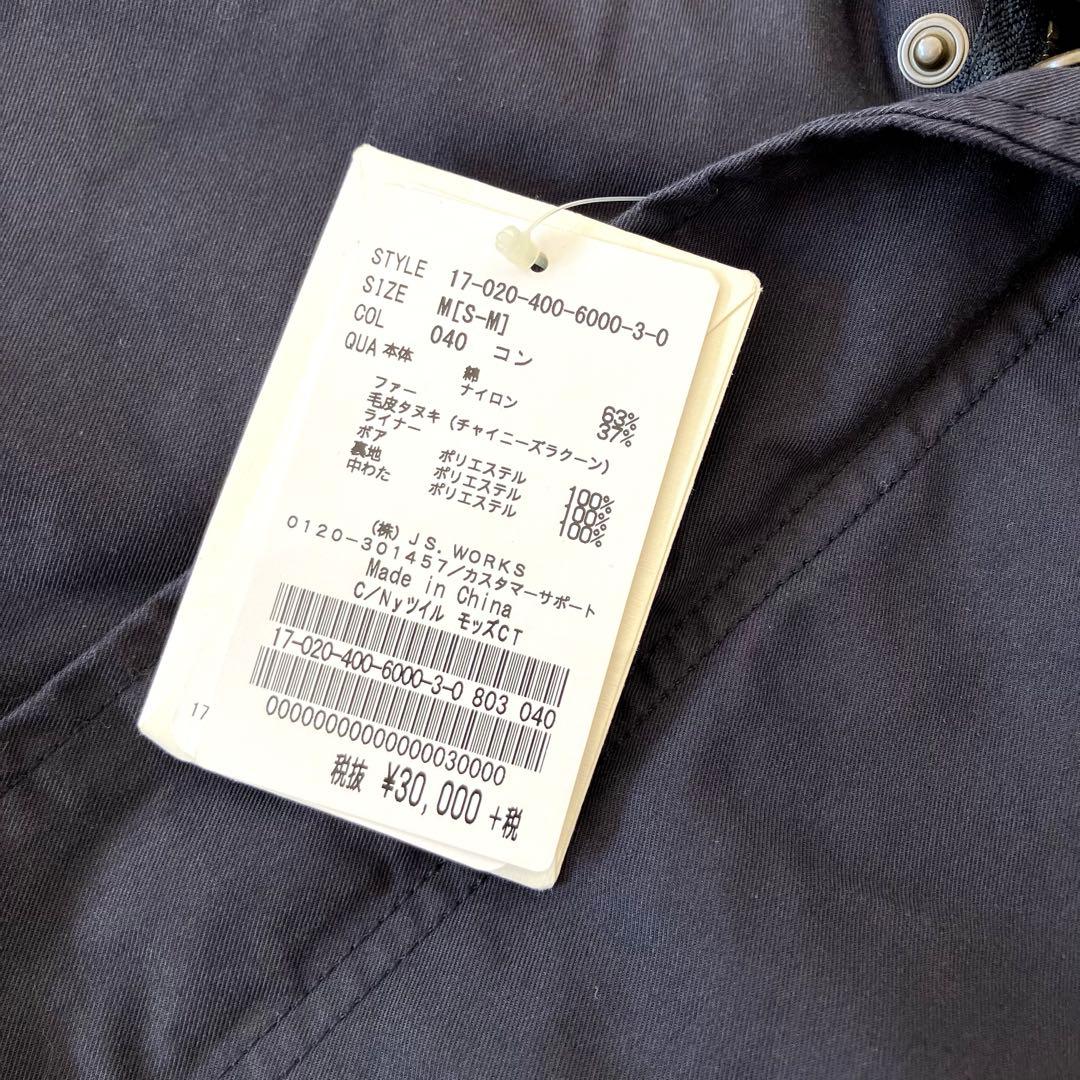 STYLE 17-020-400-6000-3-0
SIZE M[S-M]
COL 040 コン
QUA 本体 綿 63%
ナイロン 37%
ファー
毛皮タヌキ(チャイニーズラクーン)
ライナー
ボア ポリエステル 100%
裏地 ポリエステル 100%
中わた ポリエステル 100%
(株)JS.WORKS
0120-301457/カスタマーサポート
Made in China
C/Nyツイル モッズCT
17-020-400-6000-3-0 803 040
0000000000000000030000
17
税抜 ¥30,000+税